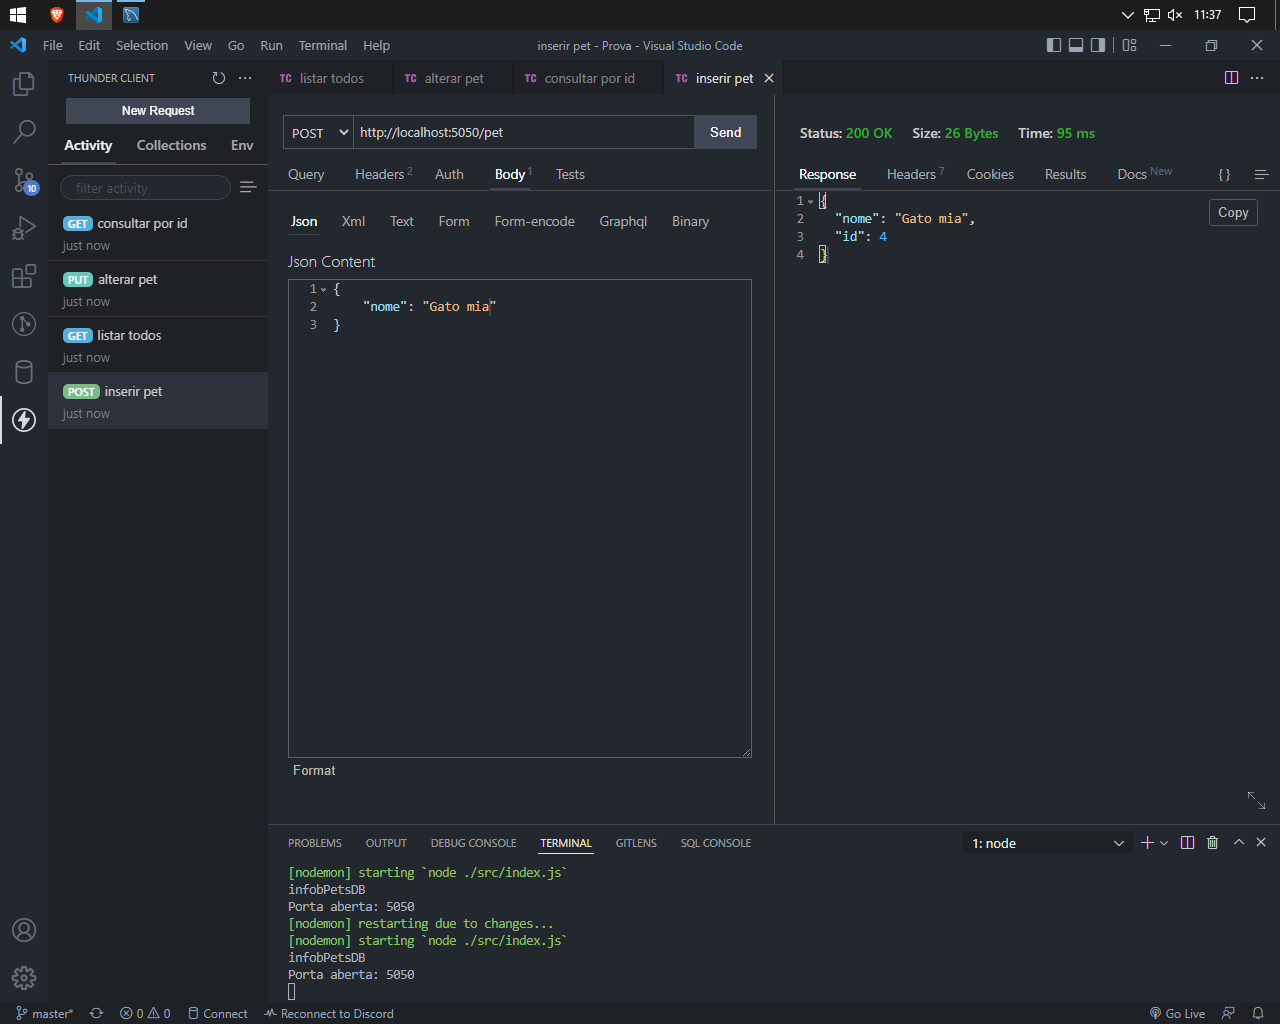 11:37
File Edit Selection View Go Run Terminal Help
inserir pet - Prova - Visual Studio Code
THUNDER CLIENT
New Request
Activity Collections Env
filter activity
GET consultar por id
just now
PUT alterar pet
just now
GET listar todos
just now
POST inserir pet
just now
10
TC listar todos TC alterar pet TC consultar por id TC inserir pet
POST http://localhost:5050/pet Send
Query Headers 2 Auth Body 1 Tests
Json Xml Text Form Form-encode Graphql Binary
Json Content
1 {
2 "nome": "Gato mia"
3 }
Format
Status: 200 OK Size: 26 Bytes Time: 95 ms
Response Headers 7 Cookies Results Docs New { }
1 {
2 "nome": "Gato mia",
3 "id": 4
4 }
Copy
PROBLEMS OUTPUT DEBUG CONSOLE TERMINAL GITLENS SQL CONSOLE
1: node
[nodemon] starting `node ./src/index.js`
infobPetsDB
Porta aberta: 5050
[nodemon] restarting due to changes...
[nodemon] starting `node ./src/index.js`
infobPetsDB
Porta aberta: 5050
master* 0 0 Connect Reconnect to Discord Go Live